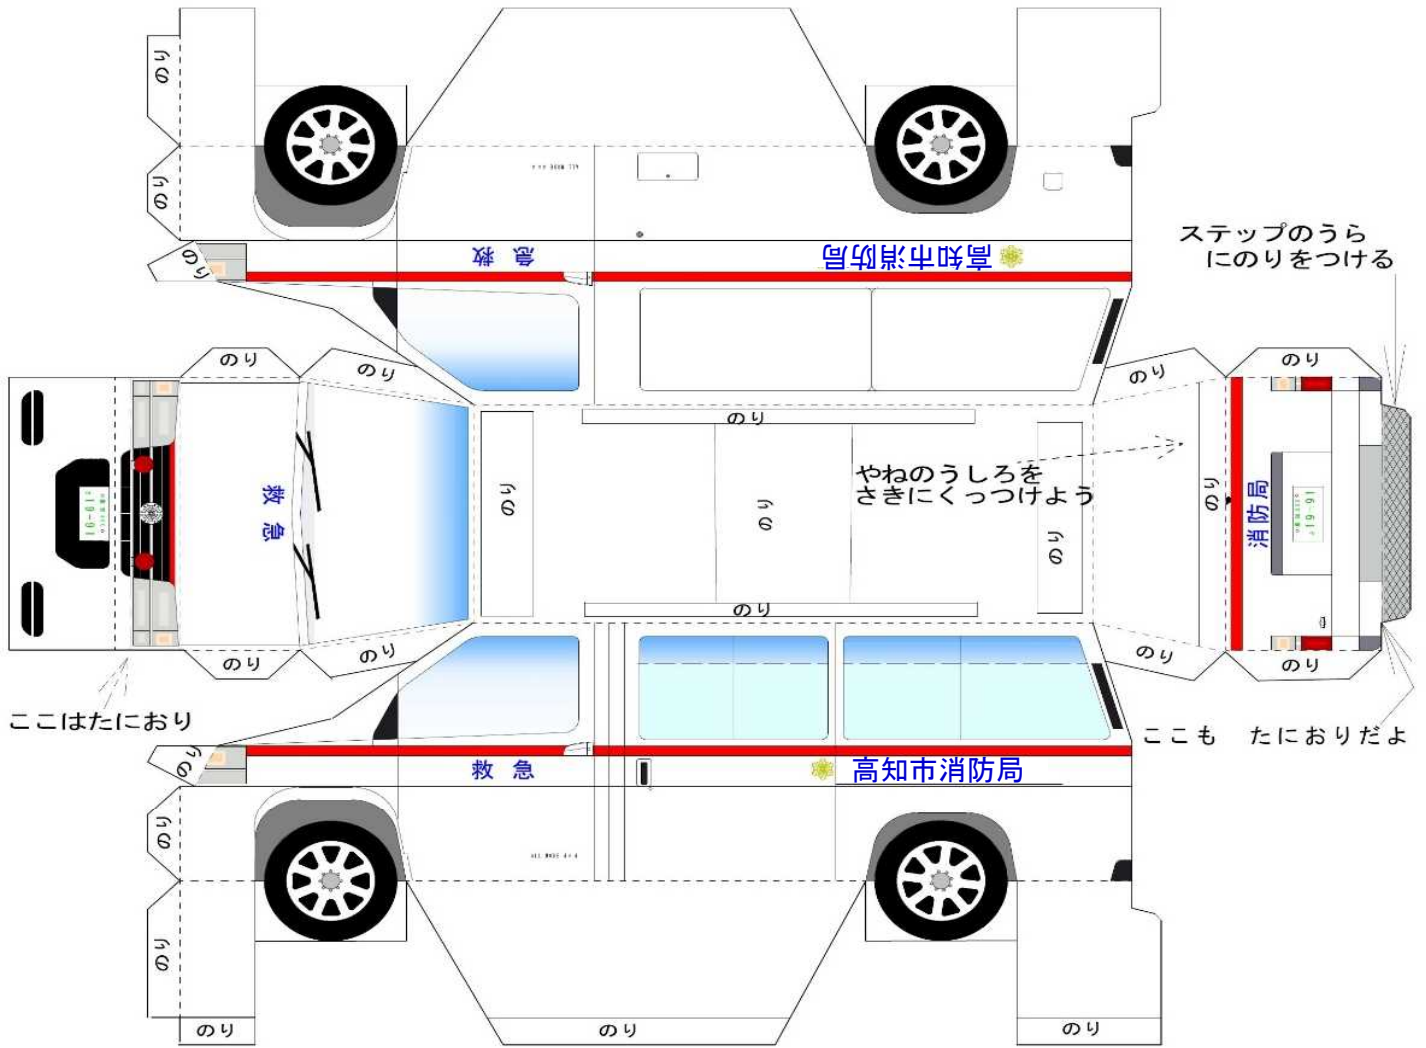 のり
のり
のり
救急
高知市消防局
ステップのうら
にのりをつける
のり
のり
のり
のり
のり
やねのうしろを
さきにくっつけよう
のり
のり
のり
のり
救急
消防局
19-61
19-61
のり
のり
のり
のり
のり
ここはたにおり
ここも たにおりだよ
のり
救急
高知市消防局
のり
のり
のり
のり
のり